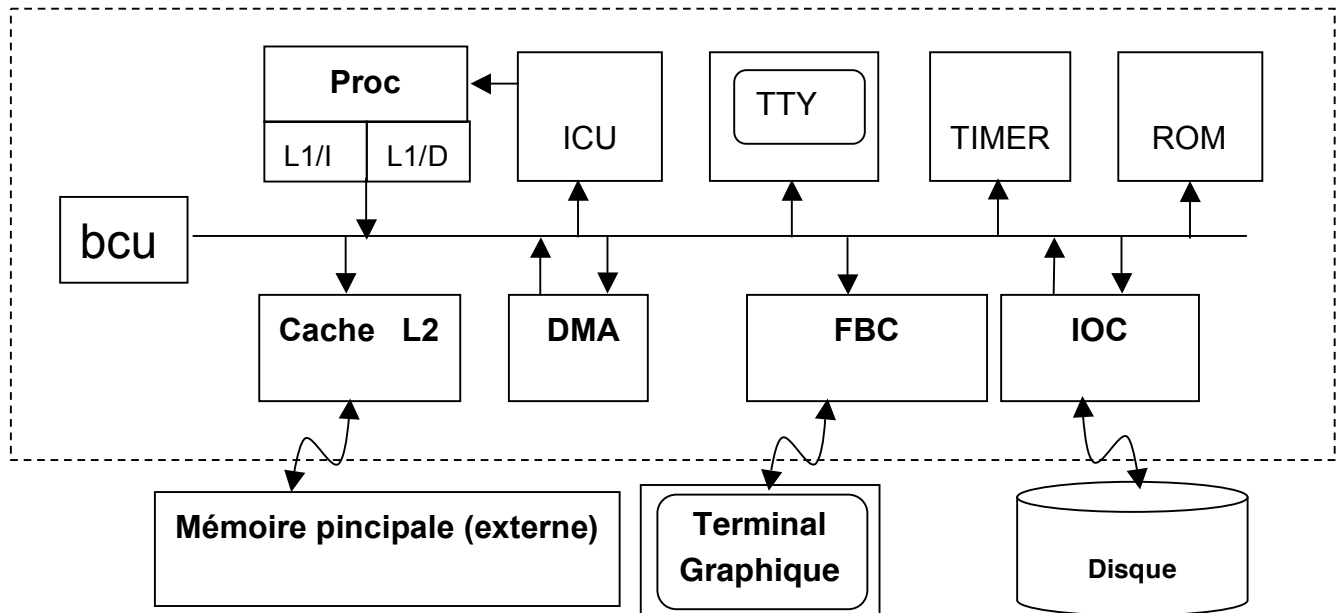 Proc
L1/I
L1/D
ICU
TTY
TIMER
ROM
bcu
Cache L2
DMA
FBC
IOC
Mémoire pincipale (externe)
Terminal
Graphique
Disque